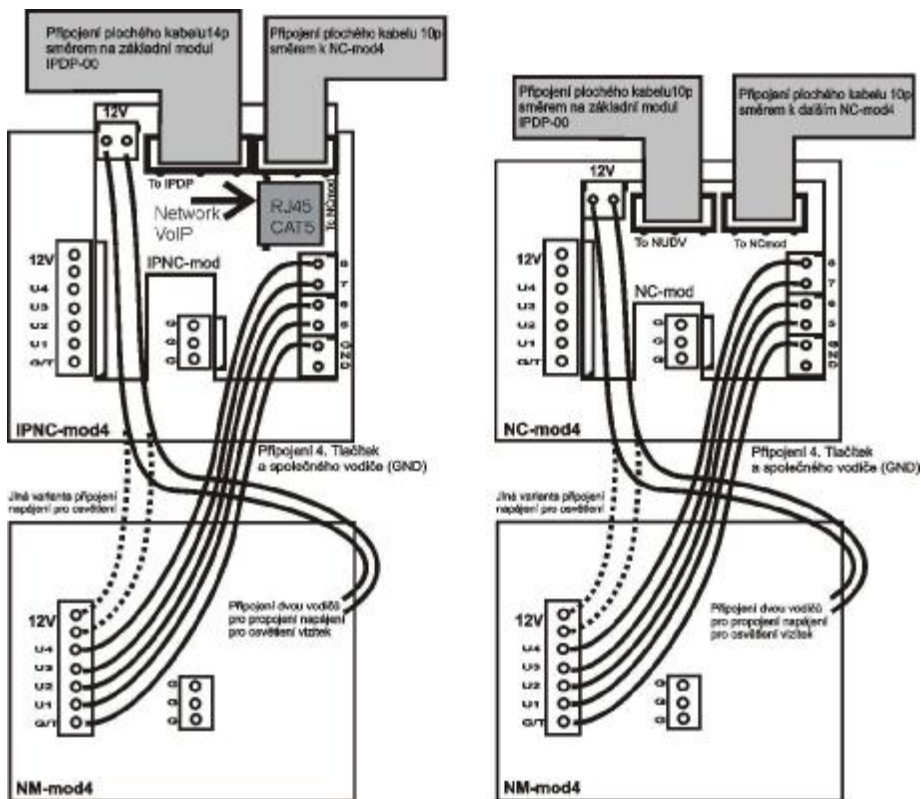 Připojení plochého kabelu14p
směrem na základní modul
IPDP-00
Připojení plochého kabelu 10p
směrem k NC-mod4
12V
To IPDP
To NCmod
Network
VoIP
RJ45
CAT5
IPNC-mod
12V
U4
U3
U2
U1
G/T
G
G
G
8
7
6
5
G
GND
IPNC-mod4
Připojení 4. Tlačítek
a společného vodiče (GND)
Jiná varianta připojení
napájení pro osvětlení
12V
U4
U3
U2
U1
G/T
G
G
G
Připojení dvou vodičů
pro propojení napájení
pro osvětlení vizitek
NM-mod4
Připojení plochého kabelu10p
směrem na základní modul
IPDP-00
Připojení plochého kabelu 10p
směrem k dalším NC-mod4
12V
To NUDV
To NCmod
NC-mod
12V
U4
U3
U2
U1
G/T
G
G
G
8
7
6
5
G
GND
NC-mod4
Připojení 4. Tlačítek
a společného vodiče (GND)
Jiná varianta připojení
napájení pro osvětlení
12V
U4
U3
U2
U1
G/T
G
G
G
Připojení dvou vodičů
pro propojení napájení
pro osvětlení vizitek
NM-mod4